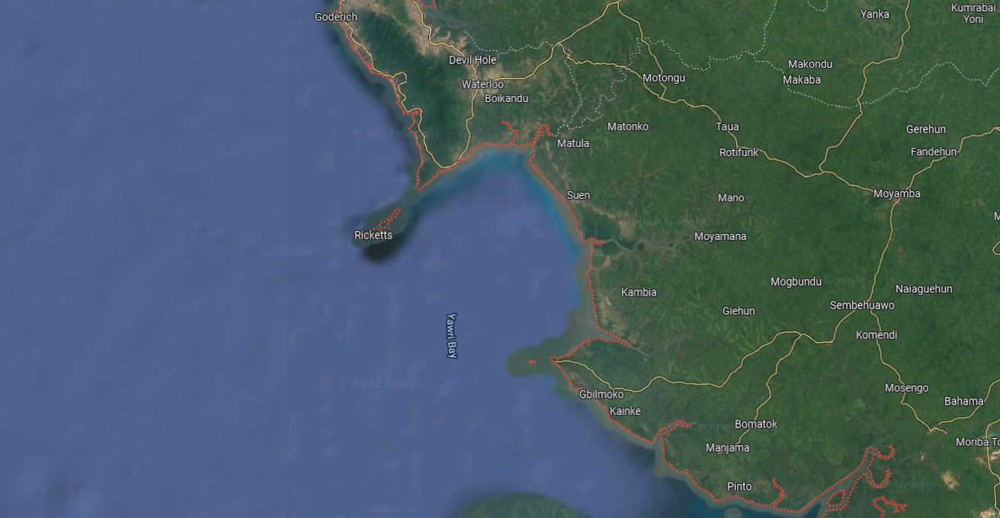 Goderich
Yanka
Kumrabai
Yoni
Devil Hole
Makondu
Makaba
Motongu
Waterloo
Boikandu
Matonko
Taua
Gerehun
© 2022 Google
Matula
Rotifunk
Fandehun
Suen
Mano
Moyamba
Ricketts
Moyamana
Mogbundu
Google
Naiaguehun
Kambia
Sembehuawo
Giehun
Yawri Bay
Komendi
© 2022 Google
Gbilmoko
Mosengo
Bahama
Kainke
Bomatok
Manjama
Moriba To
Pinto